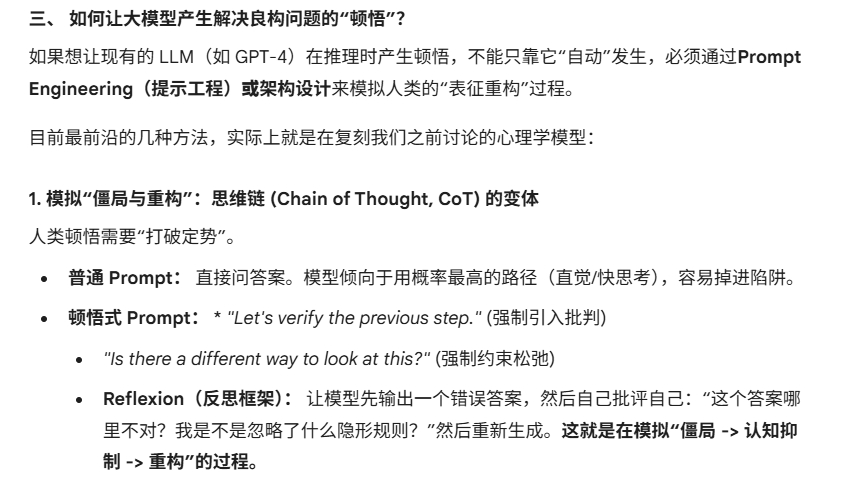 三、 如何让大模型产生解决良构问题的“顿悟”？
如果想让现有的 LLM（如 GPT-4）在推理时产生顿悟，不能只靠它“自动”发生，必须通过Prompt
Engineering（提示工程）或架构设计来模拟人类的“表征重构”过程。
目前最前沿的几种方法，实际上就是在复刻我们之前讨论的心理学模型：
1. 模拟“僵局与重构”：思维链 (Chain of Thought, CoT) 的变体
人类顿悟需要“打破定势”。
• 普通 Prompt： 直接问答案。模型倾向于用概率最高的路径（直觉/快思考），容易掉进陷阱。
• 顿悟式 Prompt： * "Let's verify the previous step." (强制引入批判)
• "Is there a different way to look at this?" (强制约束松弛)
• Reflexion（反思框架）： 让模型先输出一个错误答案，然后自己批评自己：“这个答案哪
里不对？我是不是忽略了什么隐形规则？”然后重新生成。这就是在模拟“僵局 -> 认知抑
制 -> 重构”的过程。